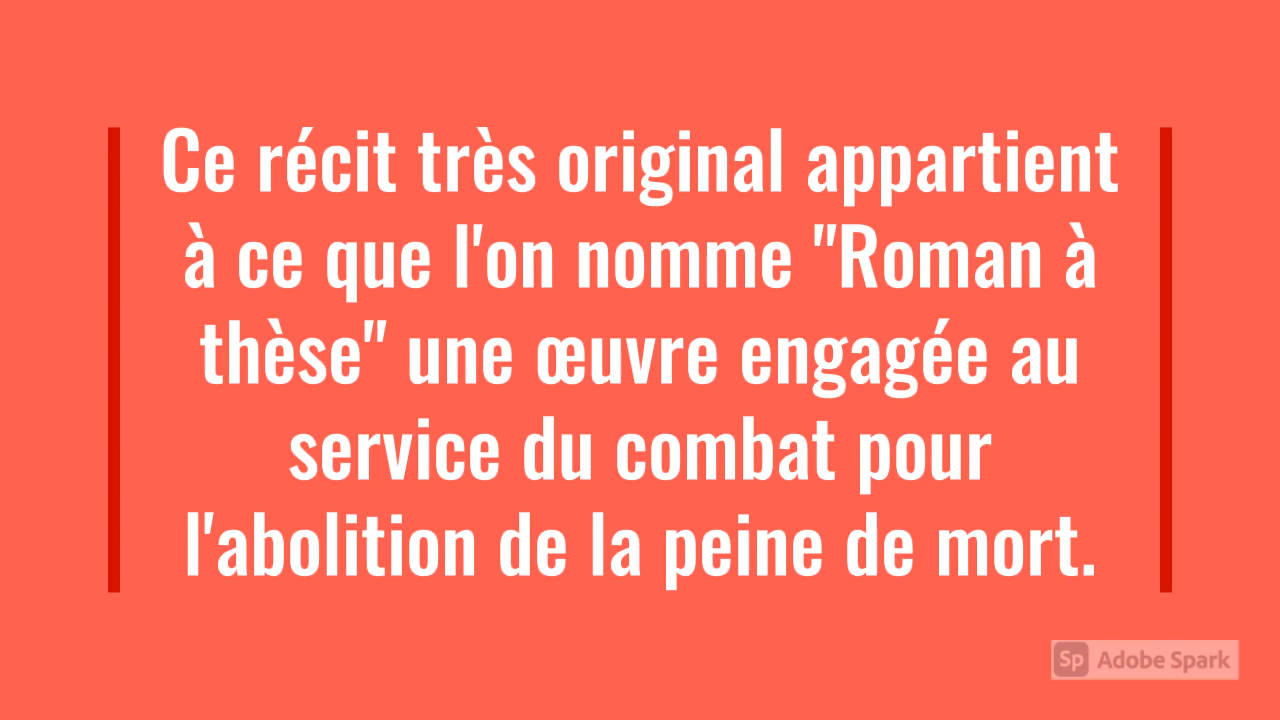 Ce récit très original appartient
à ce que l'on nomme "Roman à
thèse" une œuvre engagée au
service du combat pour
l'abolition de la peine de mort.
Sp Adobe Spark